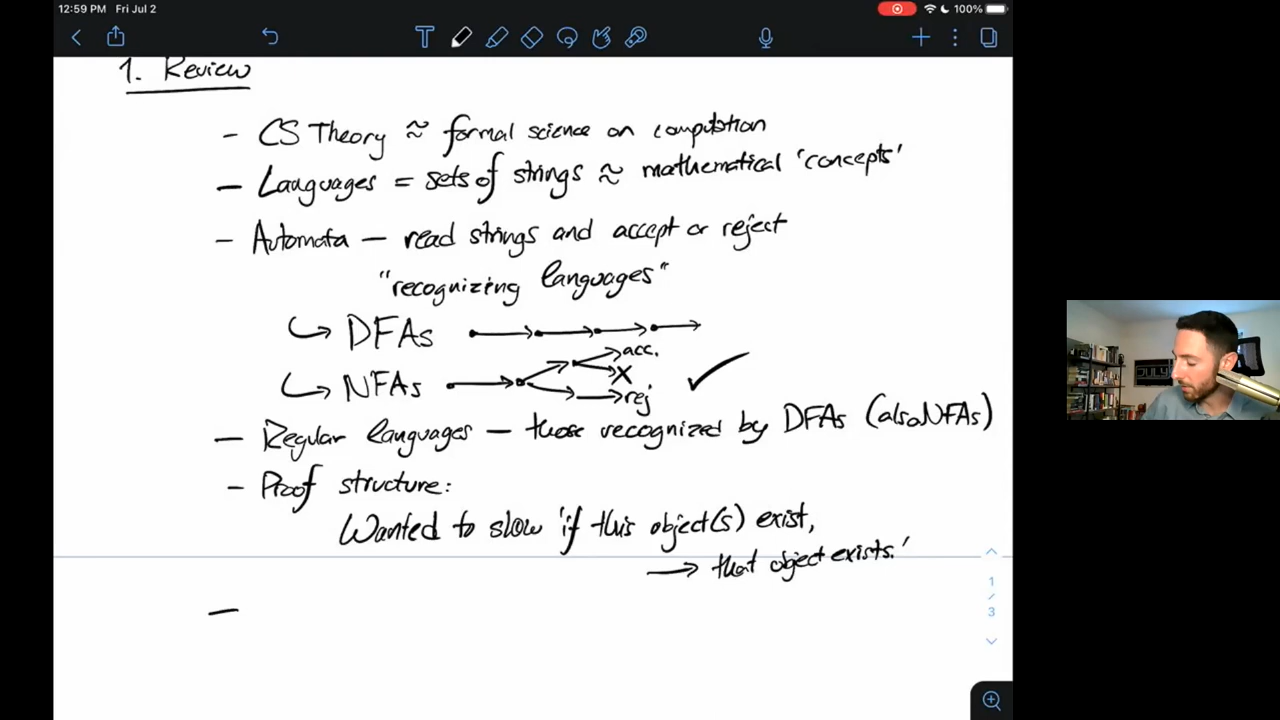 12:59 PM Fri Jul 2
100%
1. Review
- CS Theory ≈ formal science on computation
- Languages = sets of strings ≈ mathematical 'concepts'
- Automata — read strings and accept or reject
"recognizing languages"
↳ DFAs
acc.
↳ NFAs
X
✓
rej
- Regular languages — those recognized by DFAs (also NFAs)
- Proof structure:
Wanted to slow 'if this object(s) exist,
→ that object exists.'
-
1
/
3